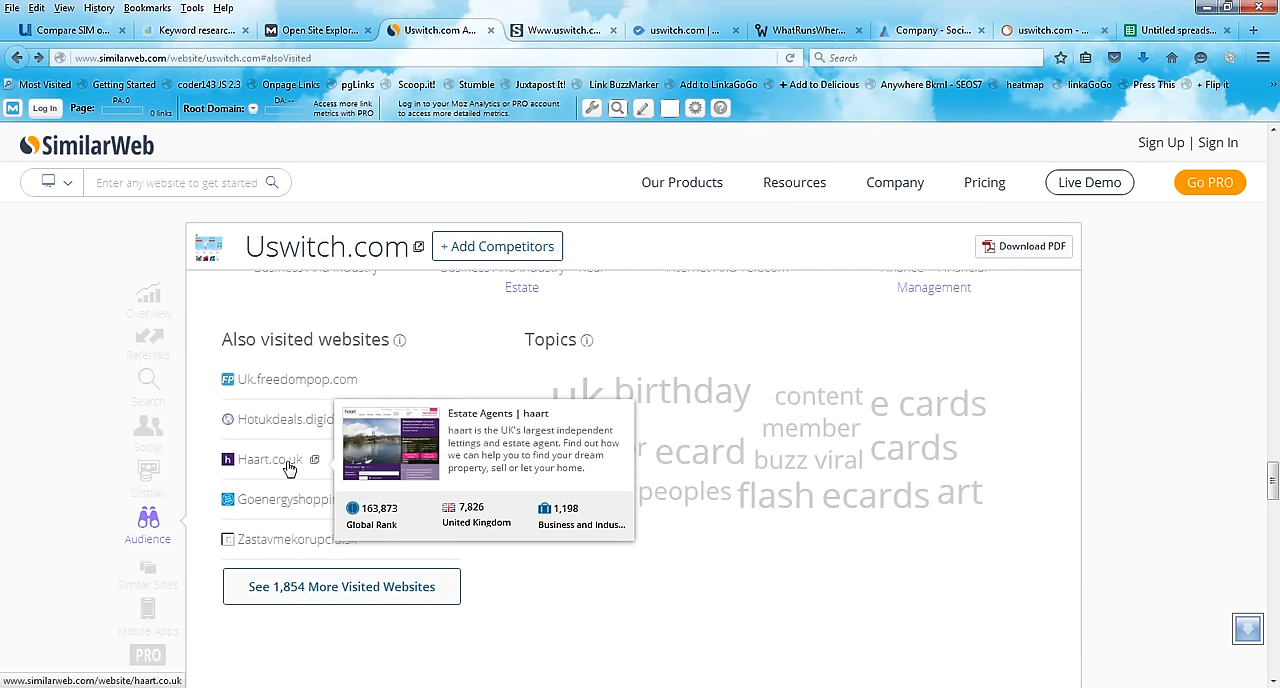 File Edit View History Bookmarks Tools Help
Compare SIM o... Keyword researc... Open Site Explor... Uswitch.com A... Www.uswitch.c... uswitch.com | ... WhatRunsWher... Company - Soci... uswitch.com - ... Untitled spreads...
www.similarweb.com/website/uswitch.com#alsoVisited
Search
Most Visited Getting Started coder143 JS 2.3 Onpage Links pgLinks Scoop.it! Stumble Juxtapost It! Link BuzzMarker Add to LinkaGoGo + Add to Delicious Anywhere Bkml - SEOS7 heatmap linkaGoGo Press This + Flip it
Log In Page: DA: 0 0 links Root Domain: DA: -- Access more link metrics with PRO Log in to your Moz Analytics or PRO account to access more detailed metrics.
SimilarWeb
Sign Up | Sign In
Enter any website to get started
Our Products Resources Company Pricing Live Demo Go PRO
Uswitch.com + Add Competitors Download PDF
Estate
Management
Overview
Referrals
Search
Social
Display
Audience
Similar Sites
Mobile Apps
PRO
Also visited websites
Uk.freedompop.com
Hotukdeals.digid
Haart.co.uk
Goenergyshoppin
Zastavmekorupciu.sk
See 1,854 More Visited Websites
Estate Agents | haart
haart is the UK's largest independent
lettings and estate agent. Find out how
we can help you to find your dream
property, sell or let your home.
163,873 7,826 1,198
Global Rank United Kingdom Business and Indus...
Topics
uk birthday content e cards
member
ecard buzz viral cards
peoples flash ecards art
www.similarweb.com/website/haart.co.uk